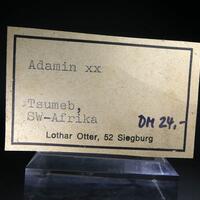 Adamin xx
Tsumeb,
SW-Afrika DM 24,-
Lothar Otter, 52 Siegburg